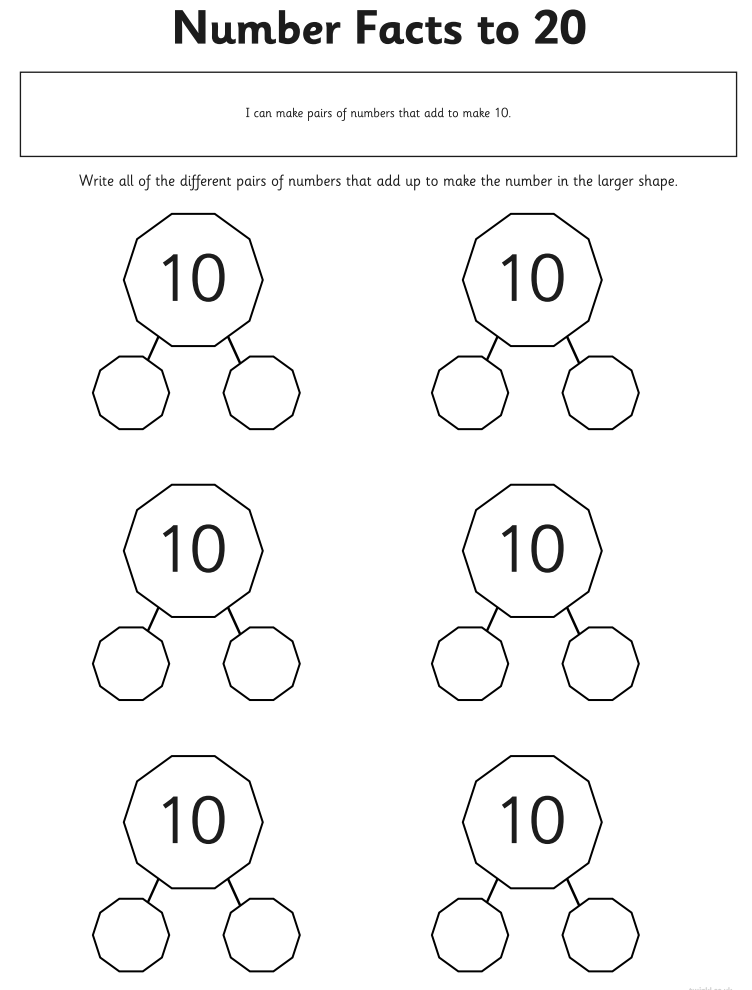 Number Facts to 20
I can make pairs of numbers that add to make 10.
Write all of the different pairs of numbers that add up to make the number in the larger shape.
10
10
10
10
10
10